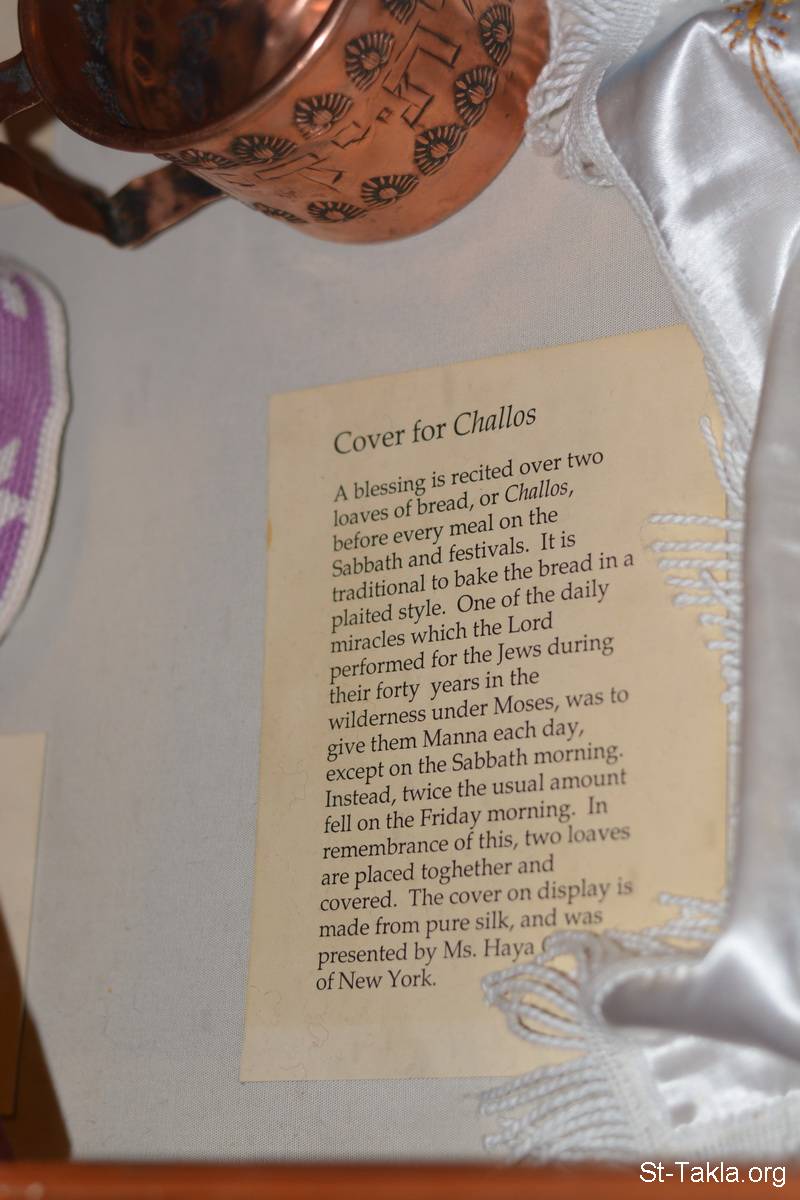 Cover for Challos
A blessing is recited over two
loaves of bread, or Challos,
before every meal on the
Sabbath and festivals. It is
traditional to bake the bread in a
plaited style. One of the daily
miracles which the Lord
performed for the Jews during
their forty years in the
wilderness under Moses, was to
give them Manna each day,
except on the Sabbath morning.
Instead, twice the usual amount
fell on the Friday morning. In
remembrance of this, two loaves
are placed toghether and
covered. The cover on display is
made from pure silk, and was
presented by Ms. Haya
of New York.
St-Takla.org